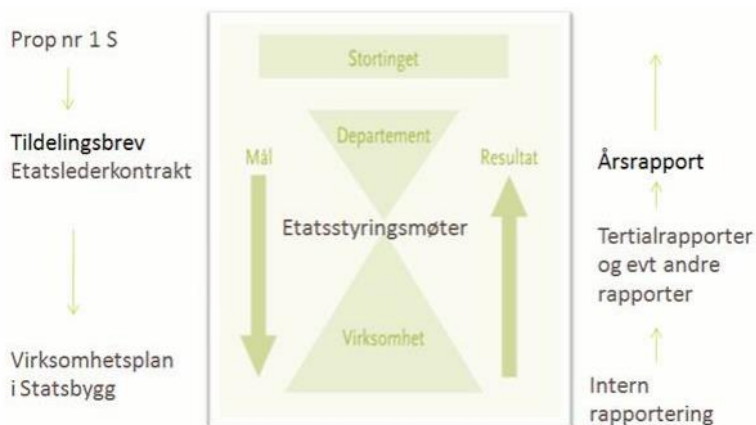 Prop nr 1 S
Tildelingsbrev
Etatslederkontrakt
Virksomhetsplan
i Statsbygg
Stortinget
Departement
Mål
Resultat
Etatsstyringsmøter
Virksomhet
Årsrapport
Tertialrapporter
og evt andre
rapporter
Intern
rapportering